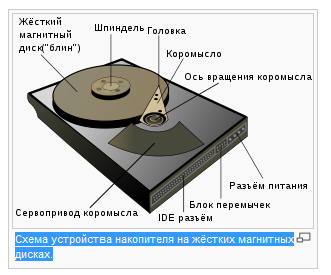 Жёсткий
магнитный
диск("блин")
Шпиндель
Головка
Коромысло
Ось вращения коромысла
Разъём питания
Блок перемычек
IDE разъём
Сервопривод коромысла
Схема устройства накопителя на жёстких магнитных
дисках.